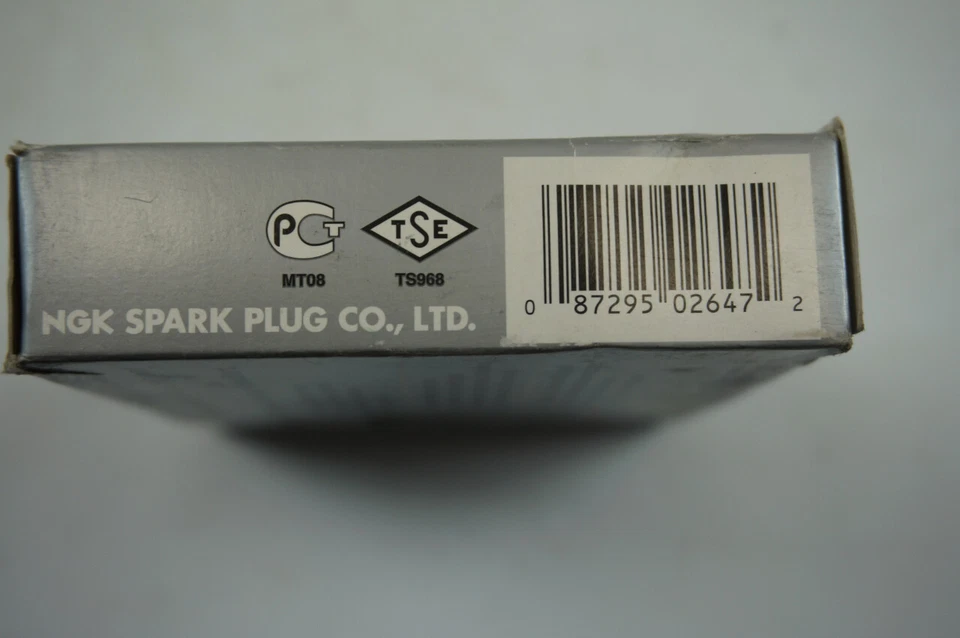 PCT TSE
MT08 TS968
NGK SPARK PLUG CO., LTD.
0 87295 02647 2